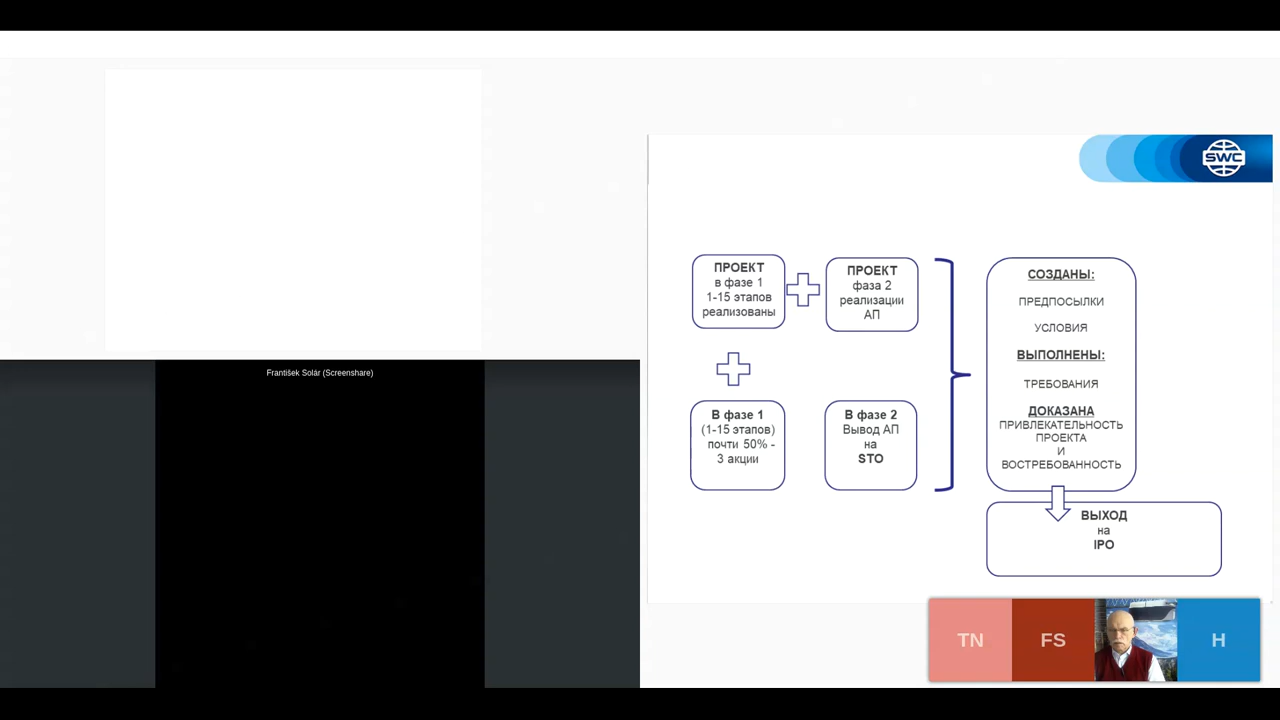 František Solár (Screenshare)
SWC
ПРОЕКТ
в фазе 1
1-15 этапов
реализованы
ПРОЕКТ
фаза 2
реализации
АП
В фазе 1
(1-15 этапов)
почти 50% -
3 акции
В фазе 2
Вывод АП
на
STO
СОЗДАНЫ:
ПРЕДПОСЫЛКИ
УСЛОВИЯ
ВЫПОЛНЕНЫ:
ТРЕБОВАНИЯ
ДОКАЗАНА
ПРИВЛЕКАТЕЛЬНОСТЬ
ПРОЕКТА
И
ВОСТРЕБОВАННОСТЬ
ВЫХОД
на
IPO
TN
FS
H